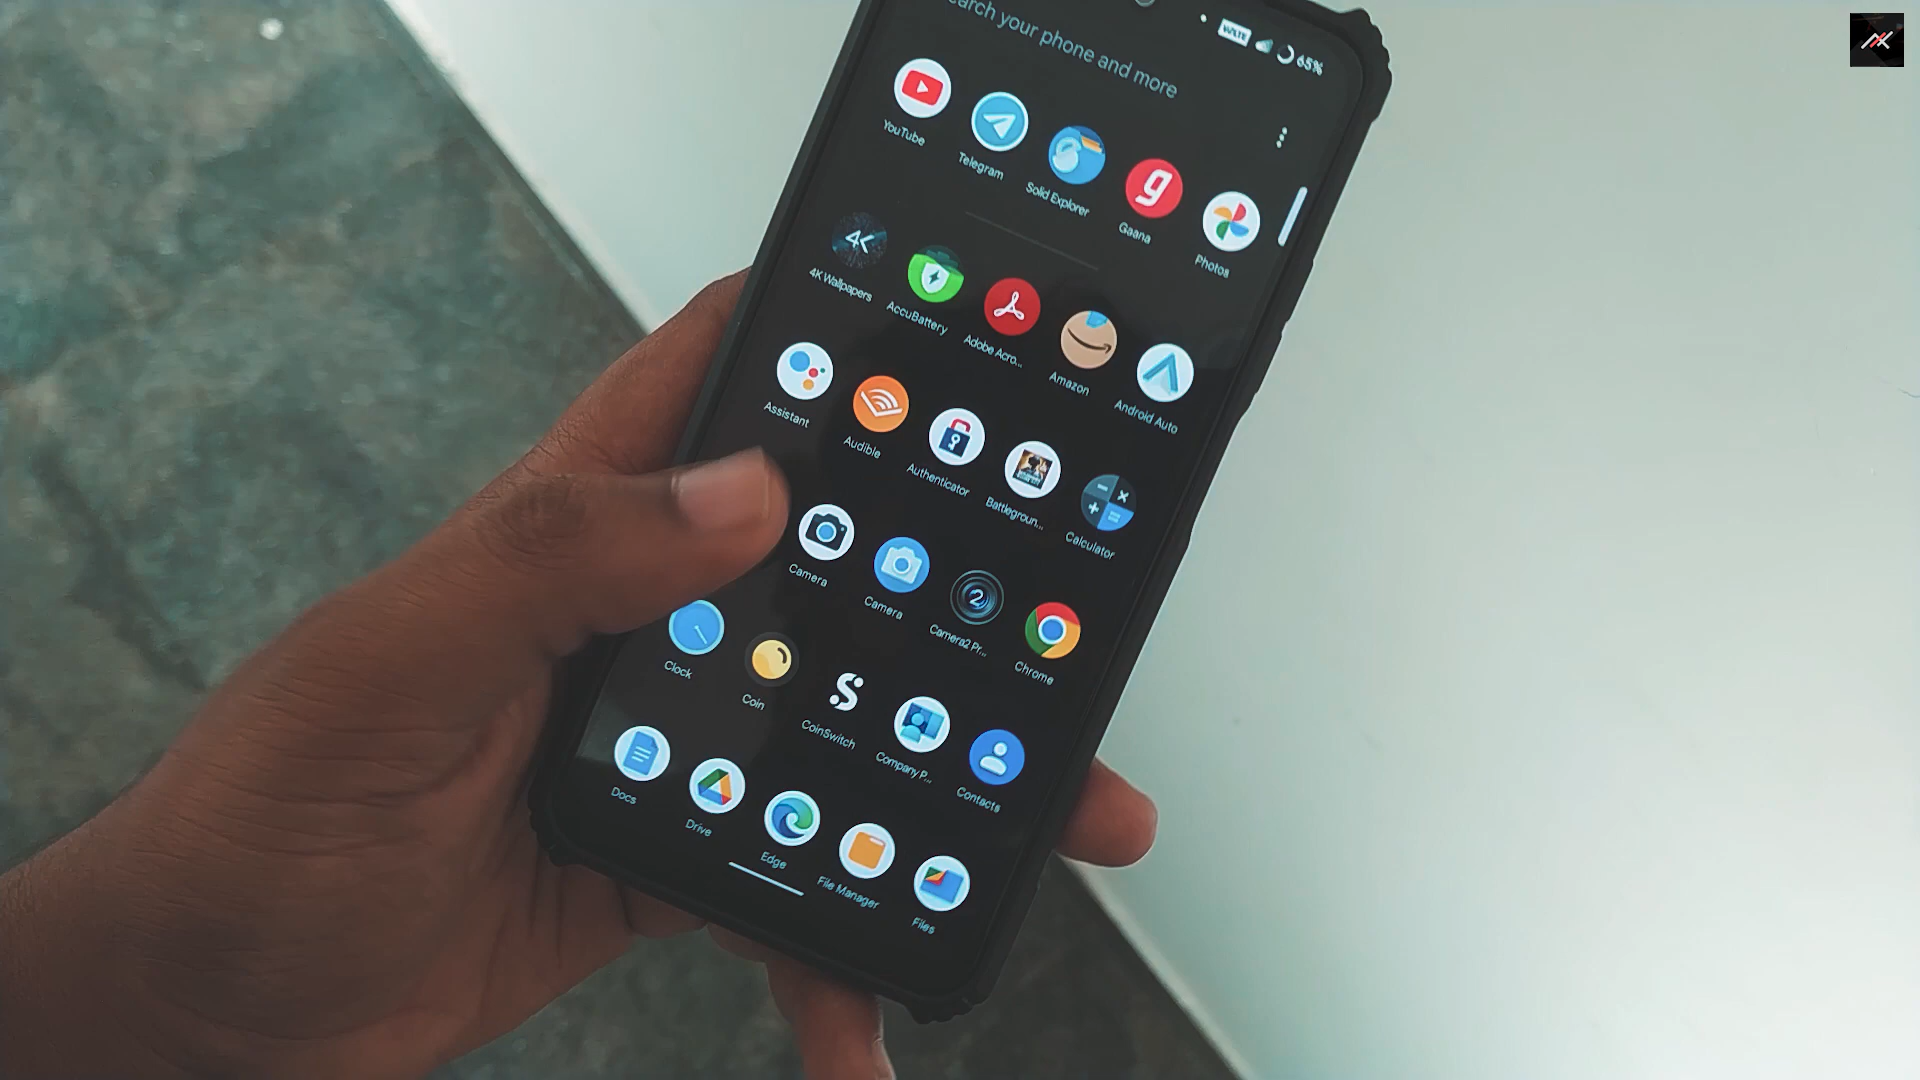 earch your phone and more
VoLTE 65%
YouTube Telegram Solid Explorer Gaana Photos
4K Wallpapers AccuBattery Adobe Acro... Amazon Android Auto
Assistant Audible Authenticator Battlegroun... Calculator
Camera Camera Camera2 Pr... Chrome
Clock Coin CoinSwitch Company P... Contacts
Docs Drive Edge File Manager Files